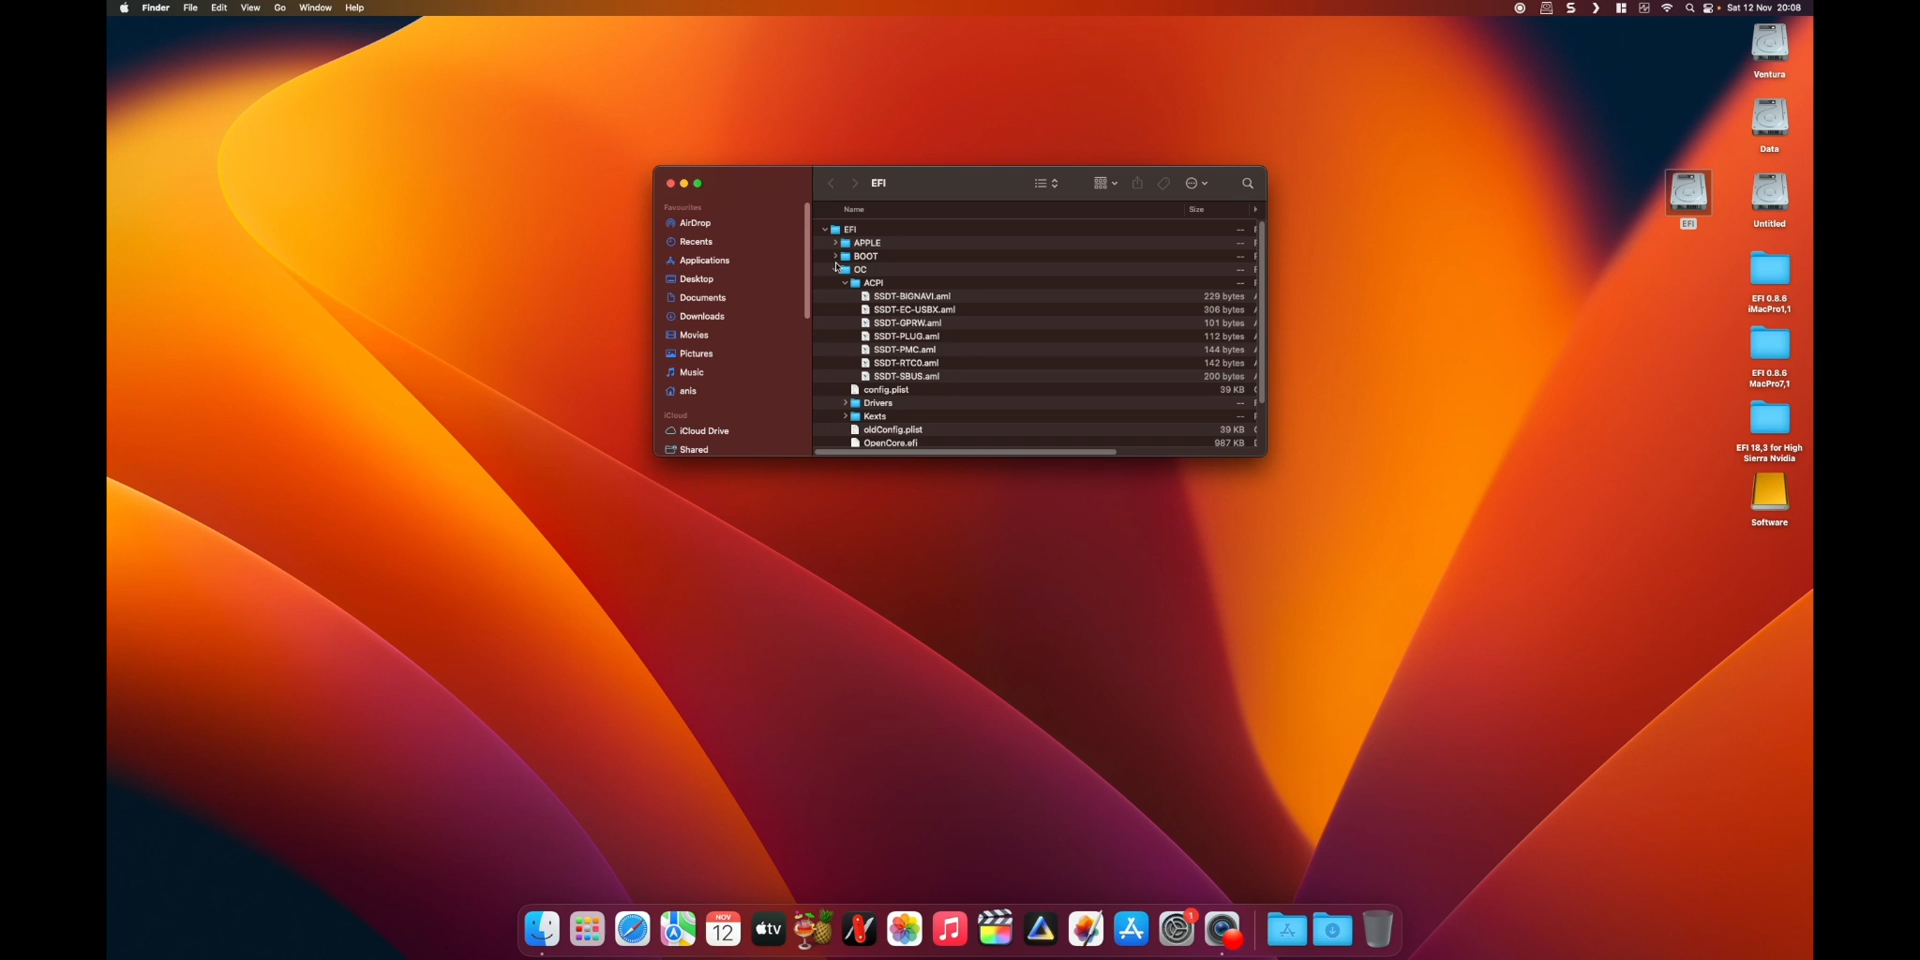 Finder File Edit View Go Window Help
Sat 12 Nov 20:08
Ventura
Data
EFI
Untitled
EFI 0.8.6
iMacPro1,1
EFI 0.8.6
MacPro7,1
EFI 18,3 for High
Sierra Nvidia
Software
EFI
Favourites
AirDrop
Recents
Applications
Desktop
Documents
Downloads
Movies
Pictures
Music
anis
iCloud
iCloud Drive
Shared
Name Size
EFI --
APPLE --
BOOT --
OC --
ACPI --
SSDT-BIGNAVI.aml 229 bytes
SSDT-EC-USBX.aml 306 bytes
SSDT-GPRW.aml 101 bytes
SSDT-PLUG.aml 112 bytes
SSDT-PMC.aml 144 bytes
SSDT-RTC0.aml 142 bytes
SSDT-SBUS.aml 200 bytes
config.plist 39 KB
Drivers --
Kexts --
oldConfig.plist 39 KB
OpenCore.efi 987 KB
NOV
12
tv
1